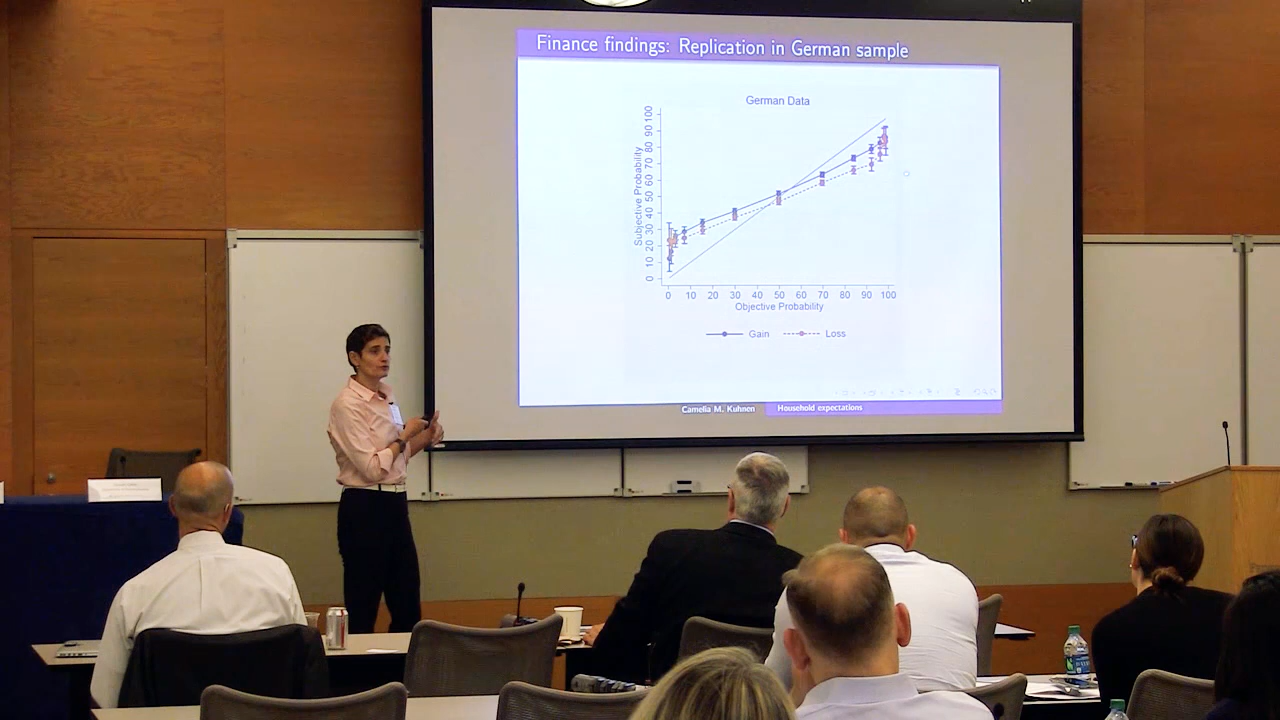 Finance findings: Replication in German sample
German Data
Subjective Probability
0 10 20 30 40 50 60 70 80 90 100
0 10 20 30 40 50 60 70 80 90 100
Objective Probability
Gain Loss
Camelia M. Kuhnen Household expectations